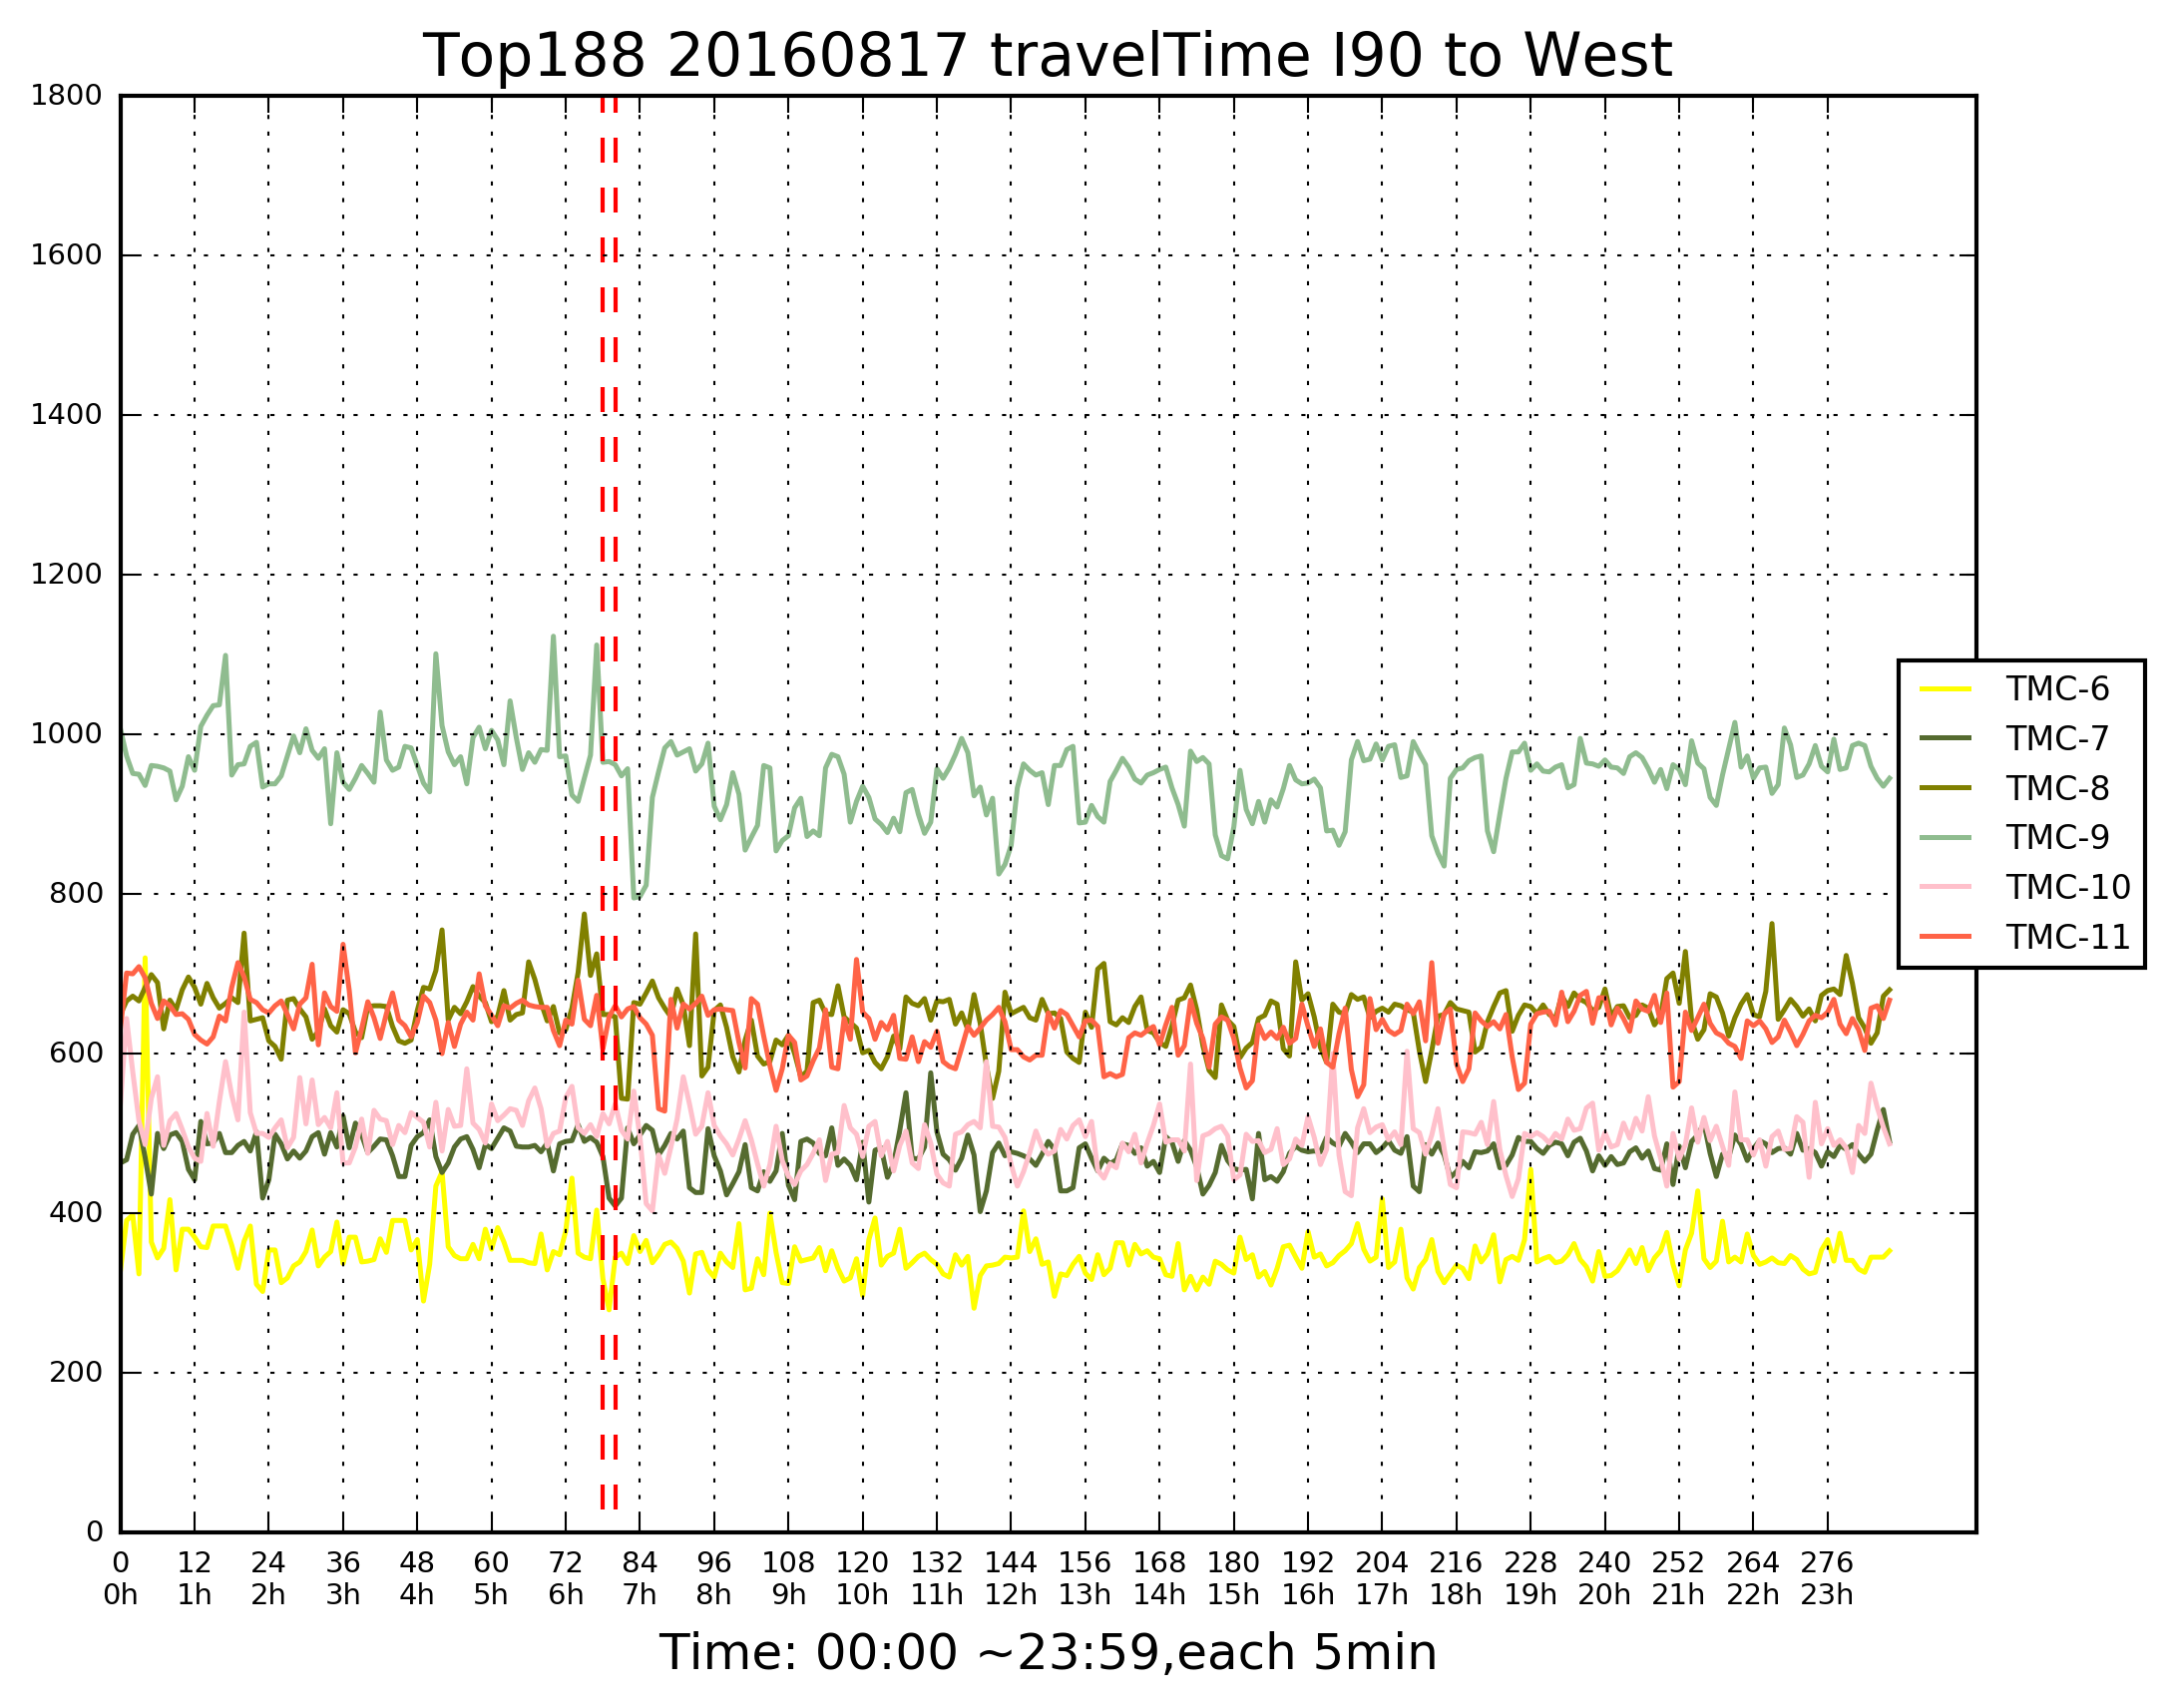 Top188 20160817 travelTime I90 to West
1800
1600
1400
1200
1000
800
600
400
200
0
0 12 24 36 48 60 72 84 96 108 120 132 144 156 168 180 192 204 216 228 240 252 264 276
0h 1h 2h 3h 4h 5h 6h 7h 8h 9h 10h 11h 12h 13h 14h 15h 16h 17h 18h 19h 20h 21h 22h 23h
Time: 00:00 ~23:59,each 5min
TMC-6
TMC-7
TMC-8
TMC-9
TMC-10
TMC-11